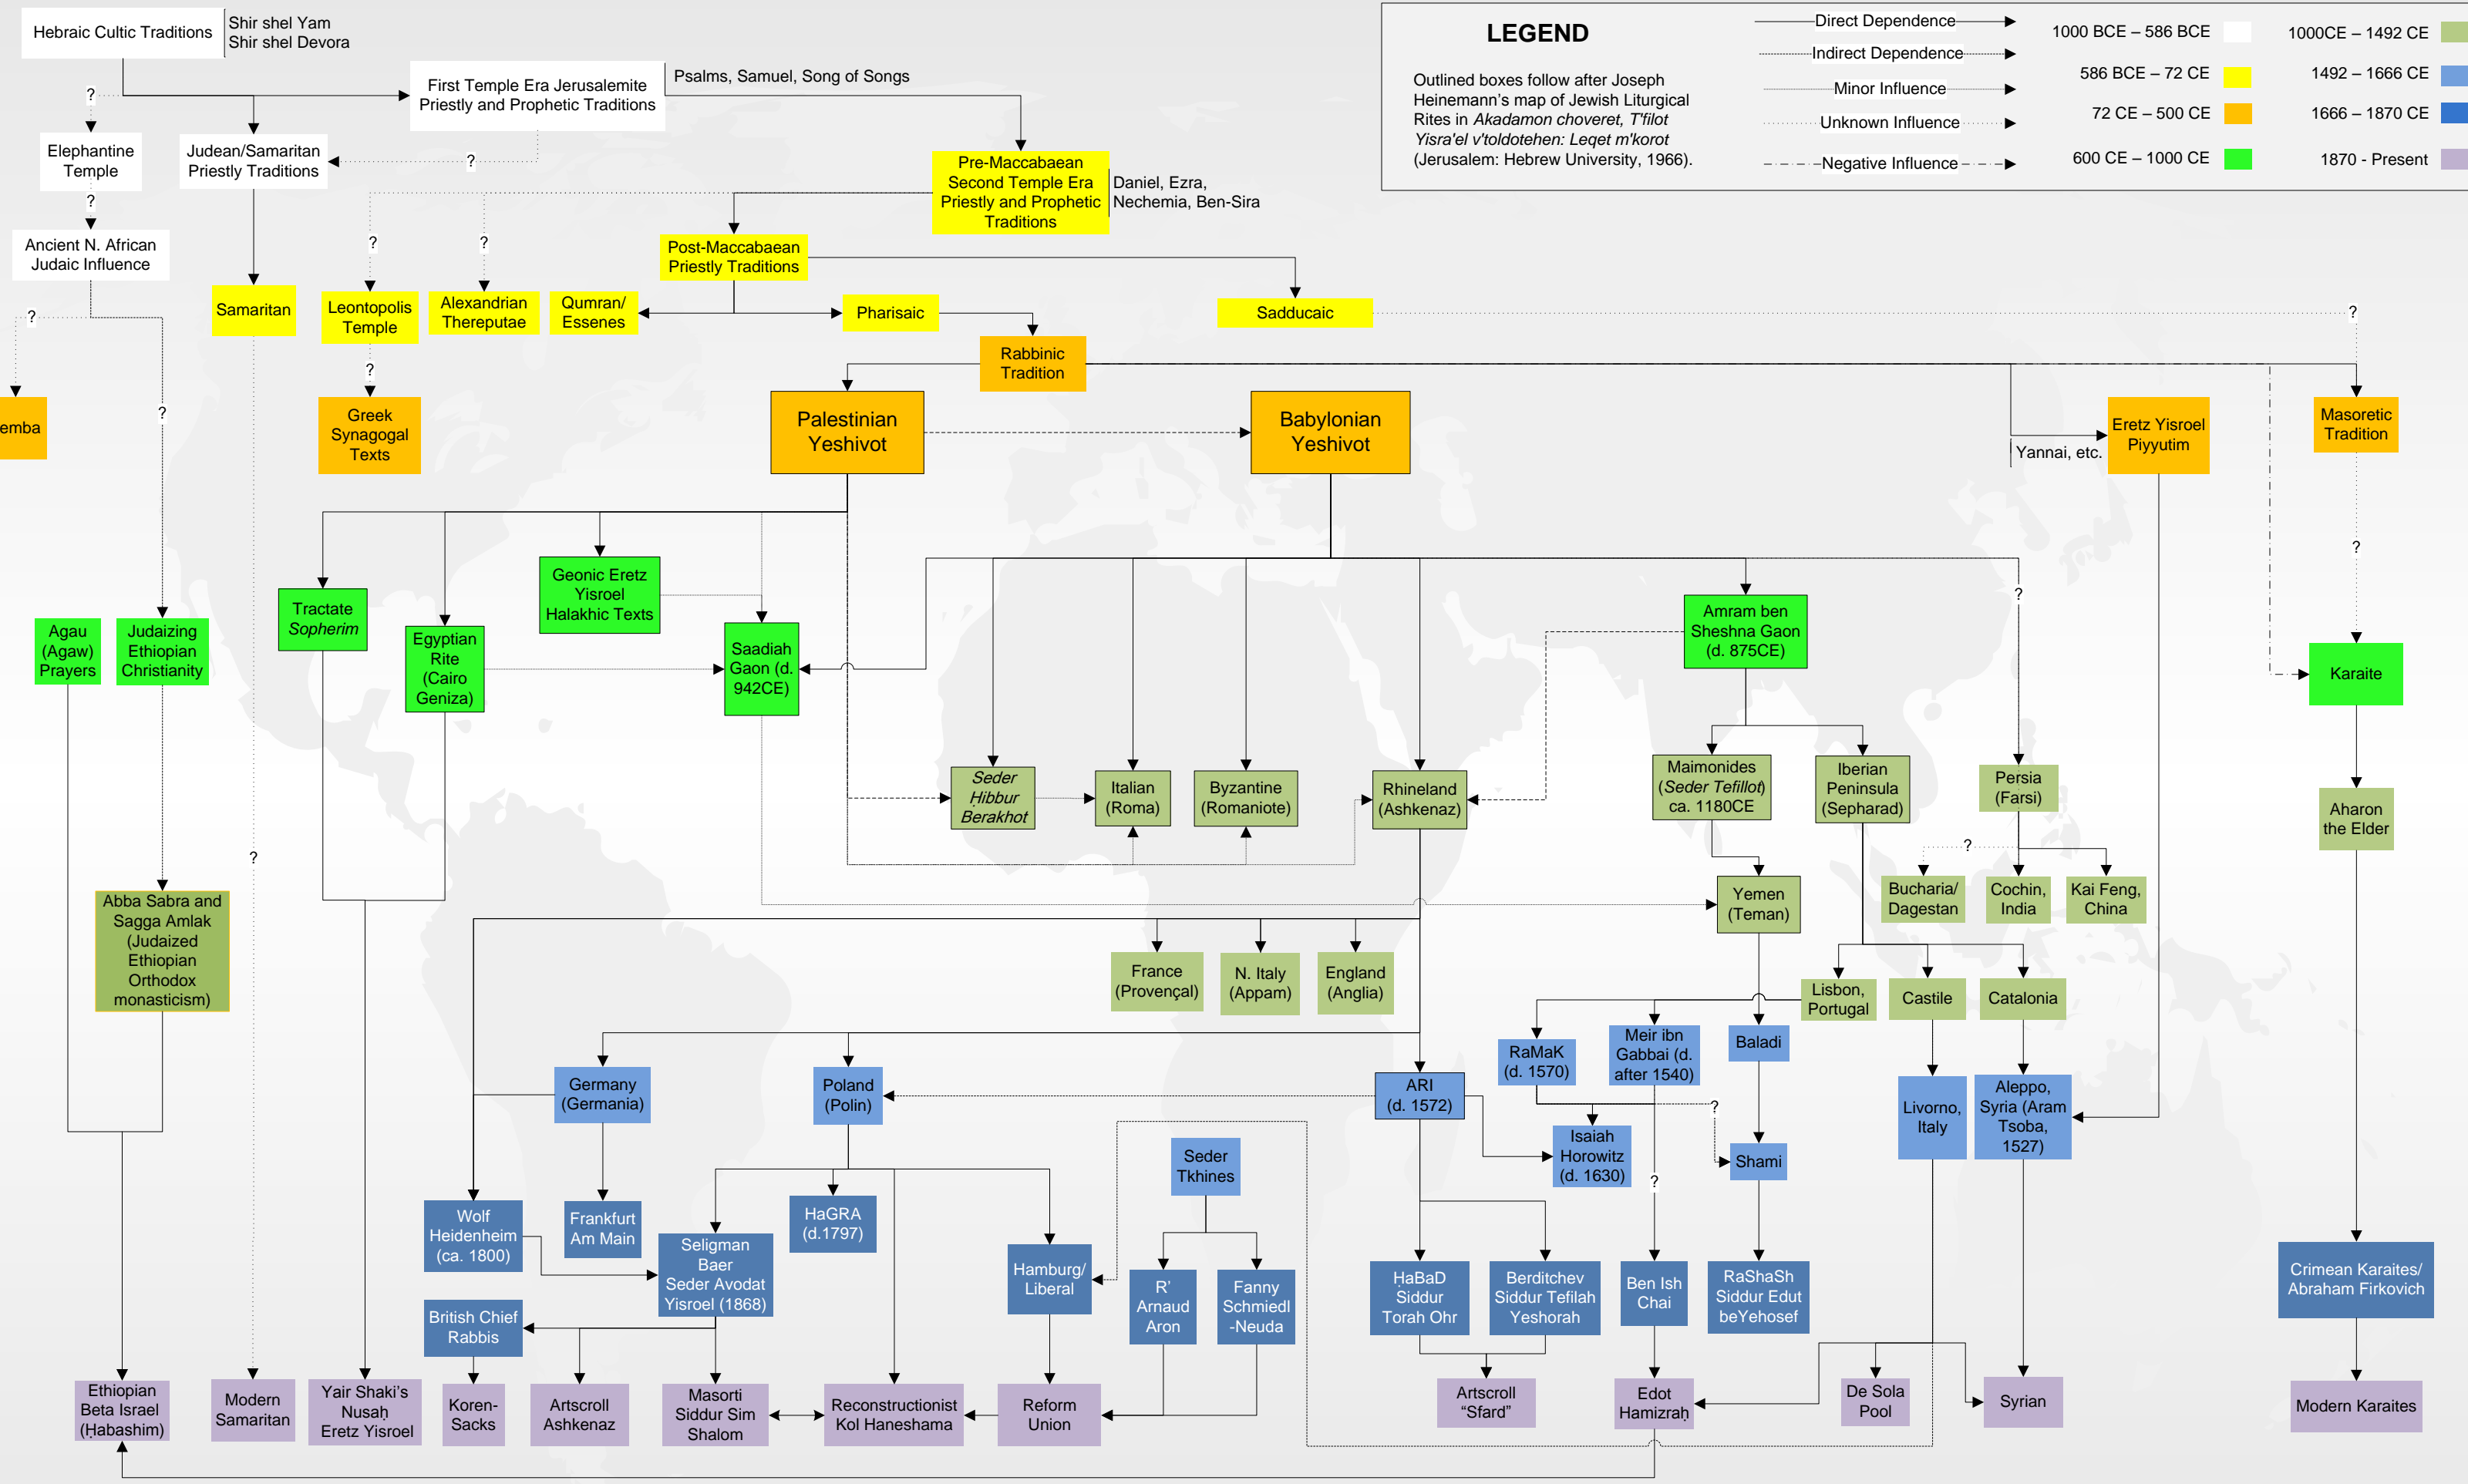 Hebraic Cultic Traditions
Shir shel Yam
Shir shel Devora
LEGEND
Outlined boxes follow after Joseph
Heinemann's map of Jewish Liturgical
Rites in Akadamon choveret, T'filot
Yisra'el v'toldotehen: Leqet m'korot
(Jerusalem: Hebrew University, 1966).
Direct Dependence
Indirect Dependence
Minor Influence
Unknown Influence
Negative Influence
1000 BCE – 586 BCE
586 BCE – 72 CE
72 CE – 500 CE
600 CE – 1000 CE
1000CE – 1492 CE
1492 – 1666 CE
1666 – 1870 CE
1870 - Present
First Temple Era Jerusalemite
Priestly and Prophetic Traditions
Psalms, Samuel, Song of Songs
?
Elephantine
Temple
Judean/Samaritan
Priestly Traditions
?
Pre-Maccabaean
Second Temple Era
Priestly and Prophetic
Traditions
Daniel, Ezra,
Nechemia, Ben-Sira
?
Ancient N. African
Judaic Influence
?
?
Post-Maccabaean
Priestly Traditions
?
Samaritan
Leontopolis
Temple
Alexandrian
Thereputae
Qumran/
Essenes
Pharisaic
Sadducaic
?
Rabbinic
Tradition
?
?
emba
Greek
Synagogal
Texts
Palestinian
Yeshivot
Babylonian
Yeshivot
Yannai, etc.
Eretz Yisroel
Piyyutim
Masoretic
Tradition
?
?
Tractate
Sopherim
Geonic Eretz
Yisroel
Halakhic Texts
Amram ben
Sheshna Gaon
(d. 875CE)
Agau
(Agaw)
Prayers
Judaizing
Ethiopian
Christianity
Egyptian
Rite
(Cairo
Geniza)
Saadiah
Gaon (d.
942CE)
Karaite
Seder
Ḥibbur
Berakhot
Italian
(Roma)
Byzantine
(Romaniote)
Rhineland
(Ashkenaz)
Maimonides
(Seder Tefillot)
ca. 1180CE
Iberian
Peninsula
(Sepharad)
Persia
(Farsi)
Aharon
the Elder
?
?
Abba Sabra and
Sagga Amlak
(Judaized
Ethiopian
Orthodox
monasticism)
Yemen
(Teman)
Bucharia/
Dagestan
Cochin,
India
Kai Feng,
China
France
(Provençal)
N. Italy
(Appam)
England
(Anglia)
Lisbon,
Portugal
Castile
Catalonia
Germany
(Germania)
Poland
(Polin)
ARI
(d. 1572)
RaMaK
(d. 1570)
Meir ibn
Gabbai (d.
after 1540)
Baladi
Livorno,
Italy
Aleppo,
Syria (Aram
Tsoba,
1527)
?
Seder
Tkhines
Isaiah
Horowitz
(d. 1630)
Shami
?
Wolf
Heidenheim
(ca. 1800)
Frankfurt
Am Main
HaGRA
(d.1797)
Seligman
Baer
Seder Avodat
Yisroel (1868)
Hamburg/
Liberal
R'
Arnaud
Aron
Fanny
Schmiedl
-Neuda
ḤaBaD
Siddur
Torah Ohr
Berditchev
Siddur Tefilah
Yeshorah
Ben Ish
Chai
RaShaSh
Siddur Edut
beYehosef
Crimean Karaites/
Abraham Firkovich
British Chief
Rabbis
Ethiopian
Beta Israel
(Ḥabashim)
Modern
Samaritan
Yair Shaki's
Nusaḥ
Eretz Yisroel
Koren-
Sacks
Artscroll
Ashkenaz
Masorti
Siddur Sim
Shalom
Reconstructionist
Kol Haneshama
Reform
Union
Artscroll
“Sfard”
Edot
Hamizraḥ
De Sola
Pool
Syrian
Modern Karaites